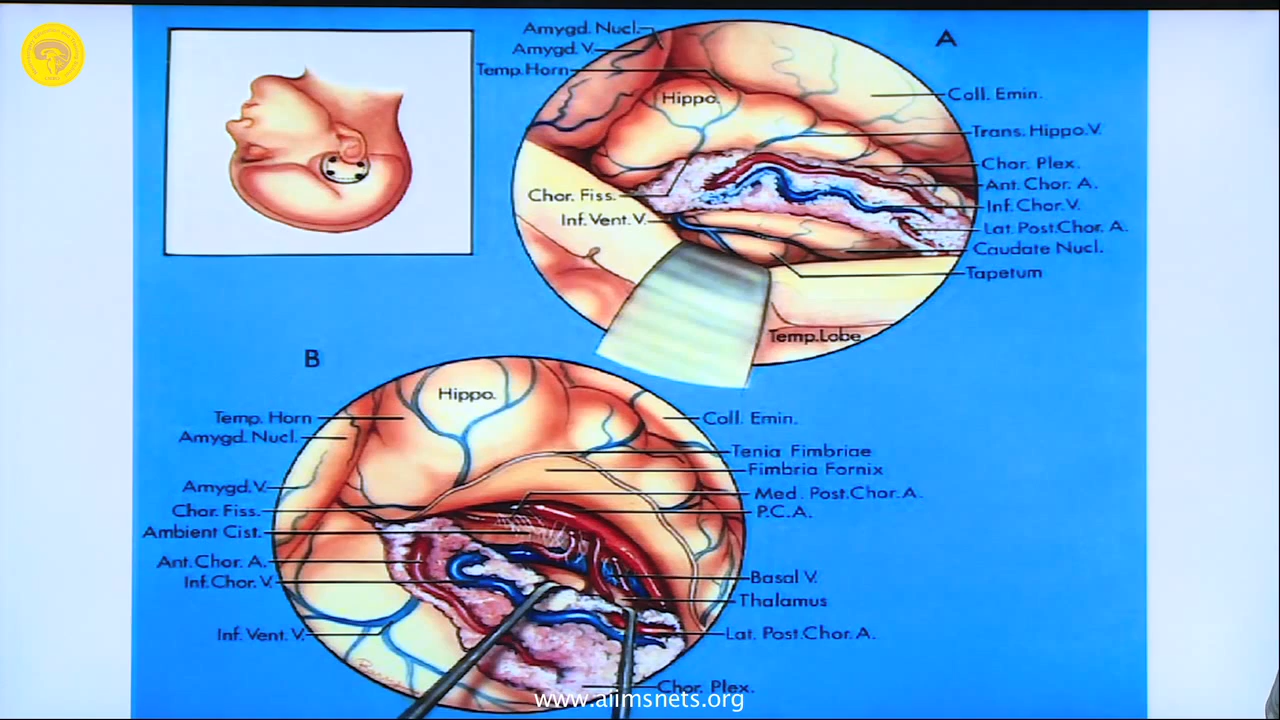 A
Amygd. Nucl.
Amygd. V.
Temp. Horn
Hippo.
Coll. Emin.
Trans. Hippo. V.
Chor. Plex.
Ant. Chor. A.
Chor. Fiss.
Inf. Chor. V.
Inf. Vent. V.
Lat. Post. Chor. A.
Caudate Nucl.
Tapetum
Temp. Lobe
B
Hippo.
Temp. Horn
Coll. Emin.
Amygd. Nucl.
Tenia Fimbriae
Fimbria Fornix
Amygd. V.
Med. Post. Chor. A.
Chor. Fiss.
P.C.A.
Ambient Cist.
Ant. Chor. A.
Inf. Chor. V.
Basal V.
Thalamus
Inf. Vent. V.
Lat. Post. Chor. A.
Chor. Plex.
www.aiimsnets.org